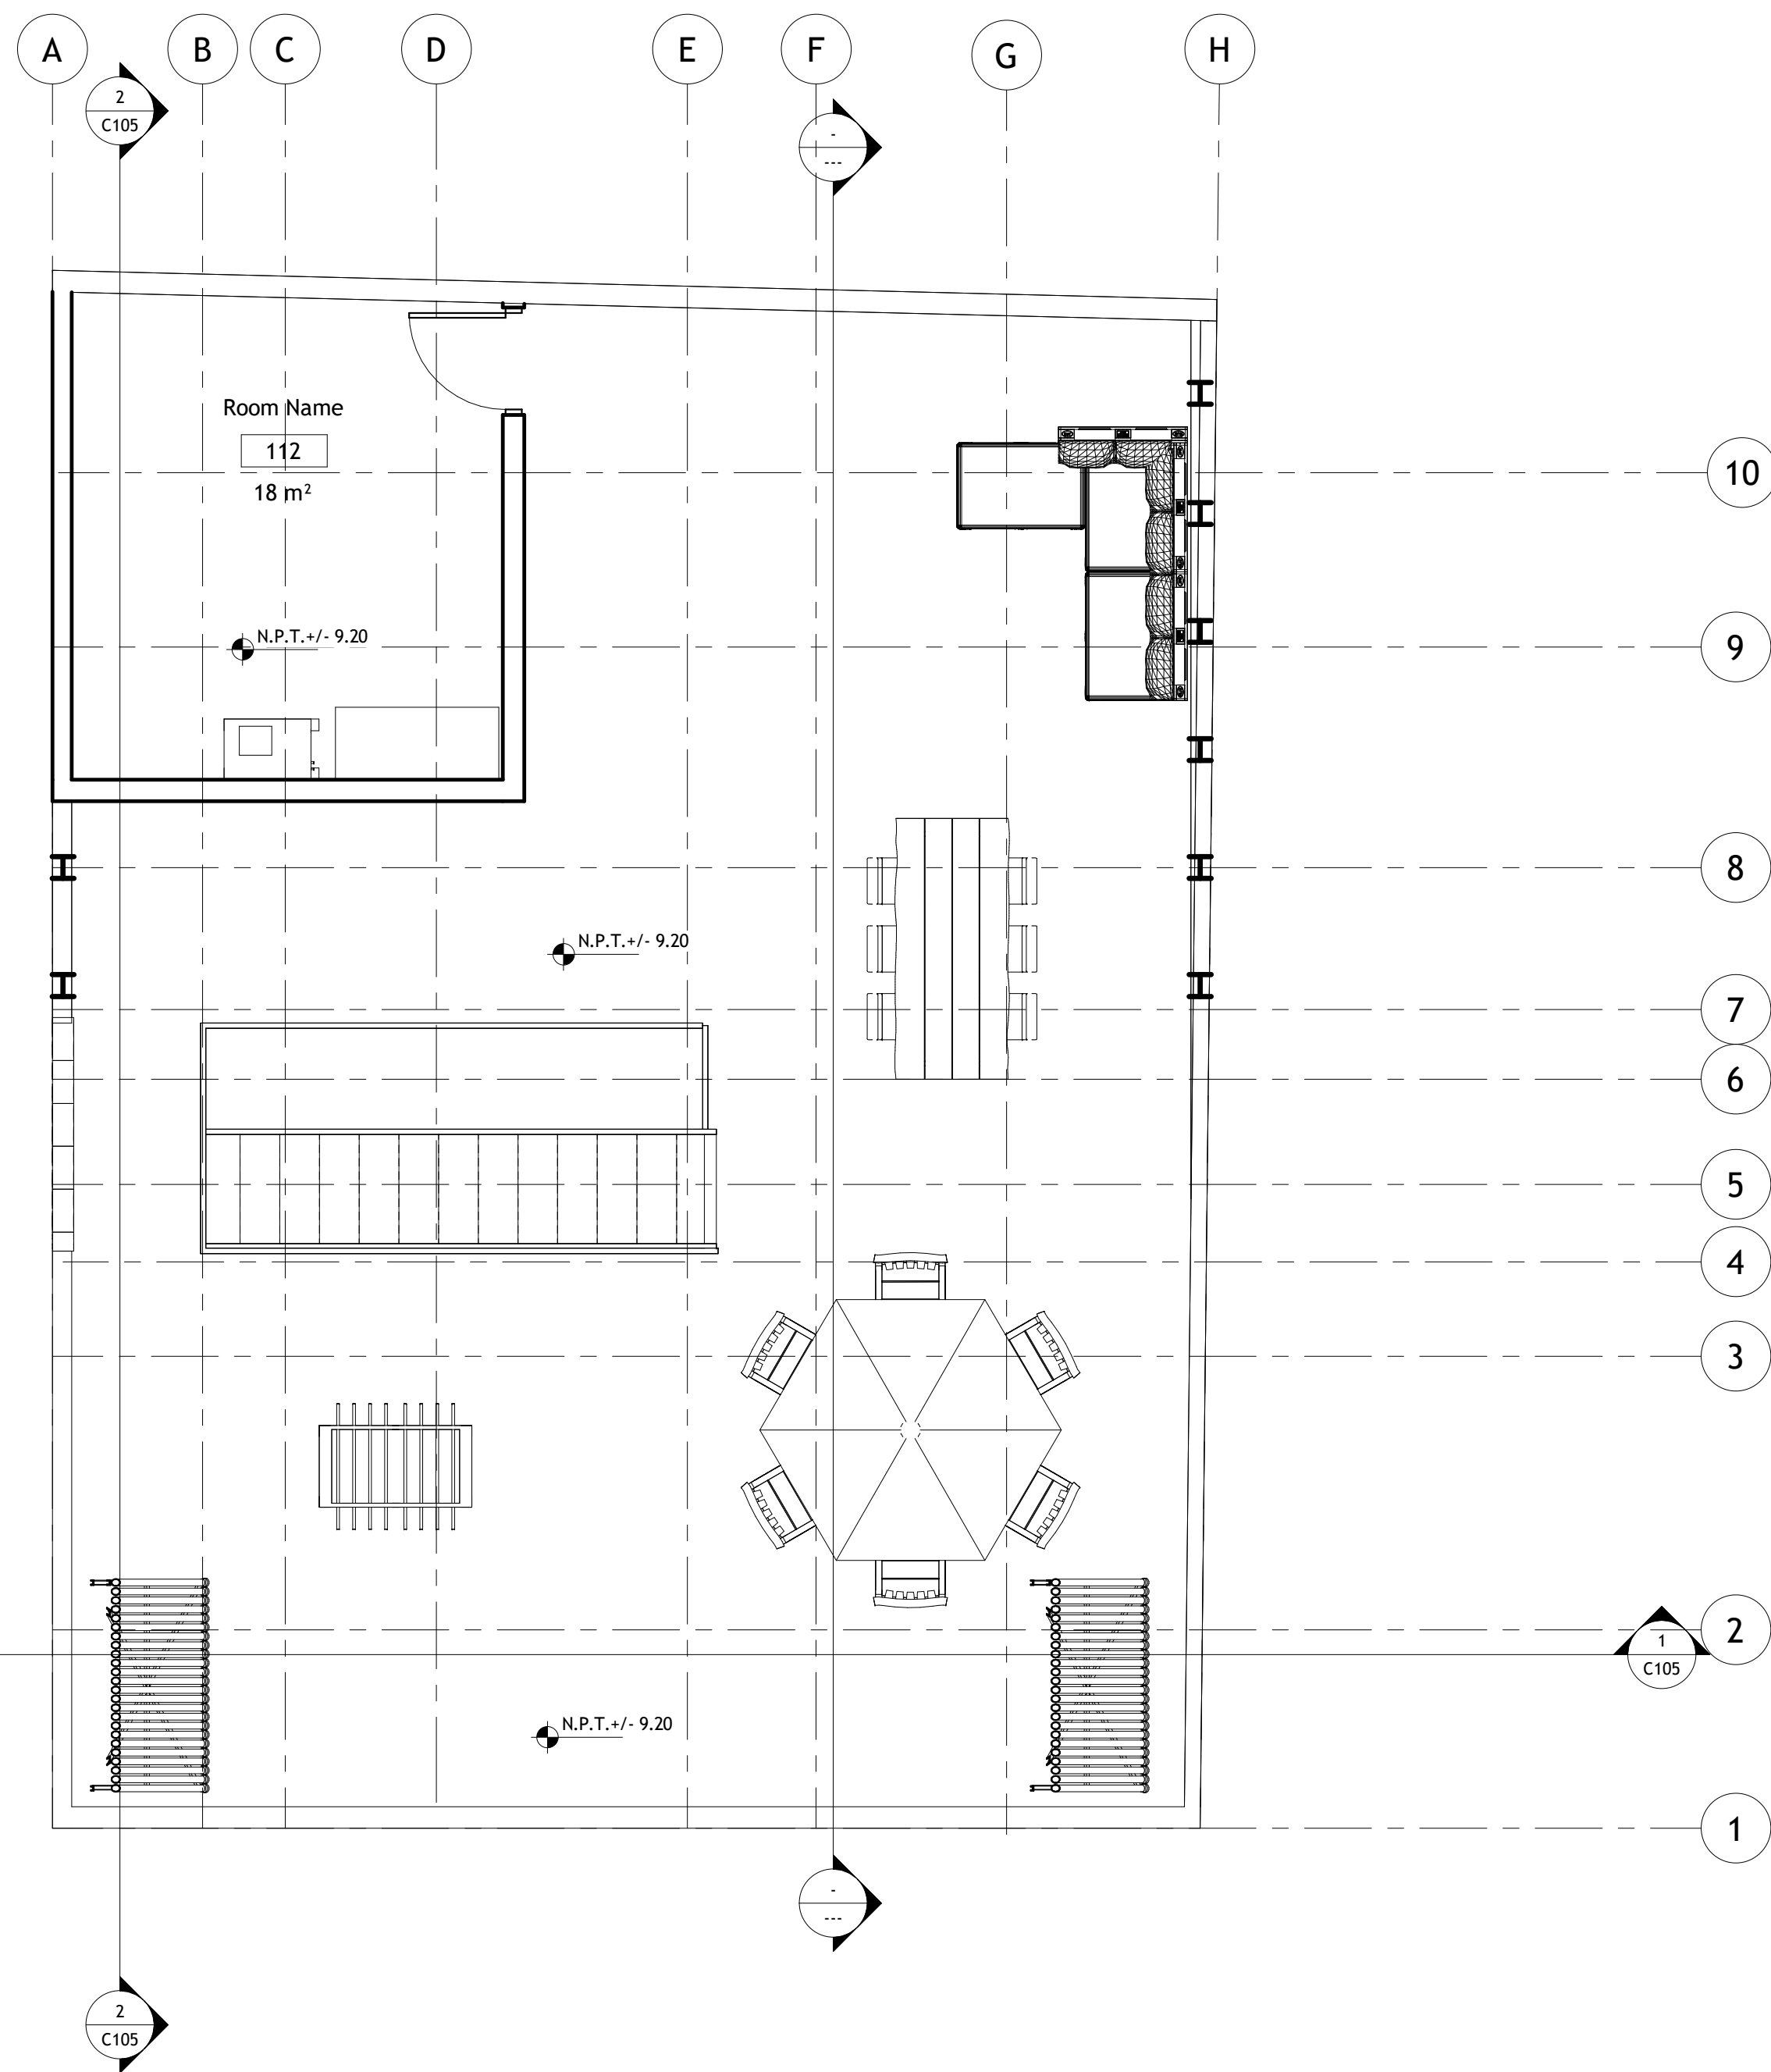 A B C D E F G H
2
C105
-
---
Room Name
112
18 m²
10
N.P.T.+/- 9.20
9
8
N.P.T.+/- 9.20
7
6
5
4
3
2
1
C105
N.P.T.+/- 9.20
1
-
---
2
C105